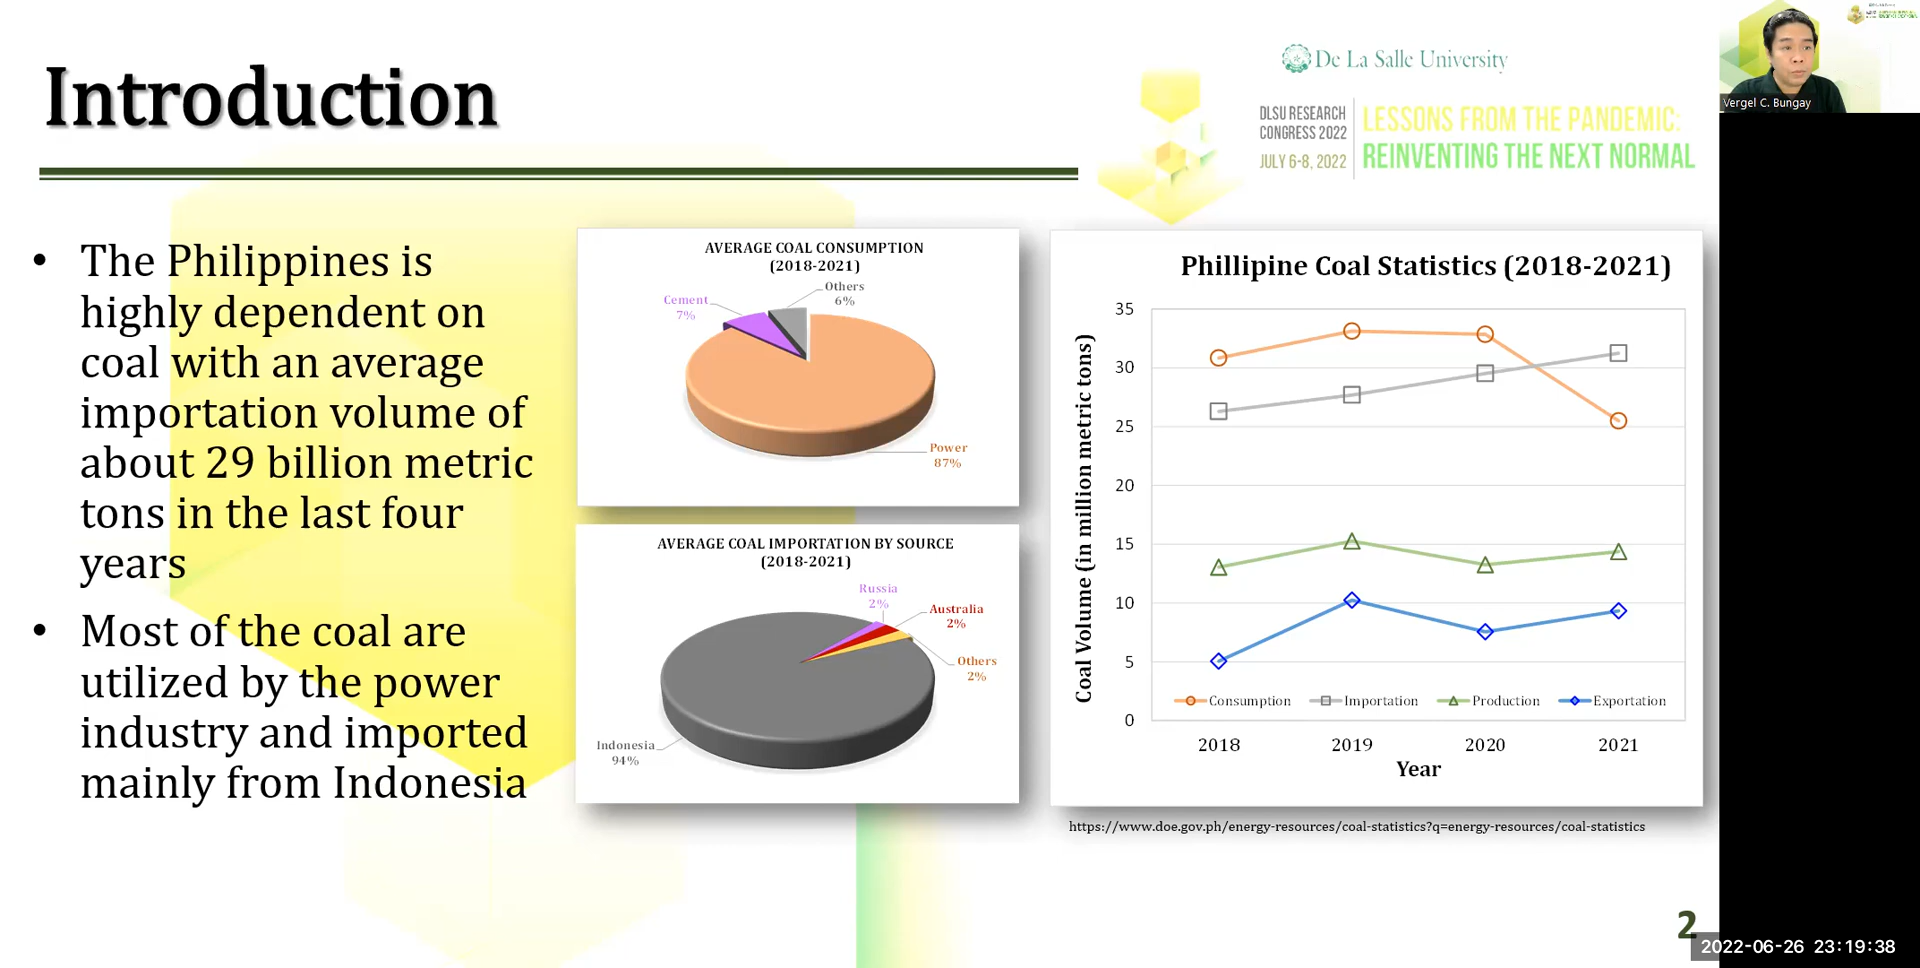 Introduction
De La Salle University
DLSU RESEARCH
CONGRESS 2022
JULY 6-8, 2022
LESSONS FROM THE PANDEMIC:
REINVENTING THE NEXT NORMAL
Vergel C. Bungay
• The Philippines is
highly dependent on
coal with an average
importation volume of
about 29 billion metric
tons in the last four
years
• Most of the coal are
utilized by the power
industry and imported
mainly from Indonesia
AVERAGE COAL CONSUMPTION
(2018-2021)
Others
6%
Cement
7%
Power
87%
AVERAGE COAL IMPORTATION BY SOURCE
(2018-2021)
Russia
2%
Australia
2%
Others
2%
Indonesia
94%
Phillipine Coal Statistics (2018-2021)
Coal Volume (in million metric tons)
35
30
25
20
15
10
5
0
Consumption Importation Production Exportation
2018 2019 2020 2021
Year
https://www.doe.gov.ph/energy-resources/coal-statistics?q=energy-resources/coal-statistics
2
2022-06-26 23:19:38